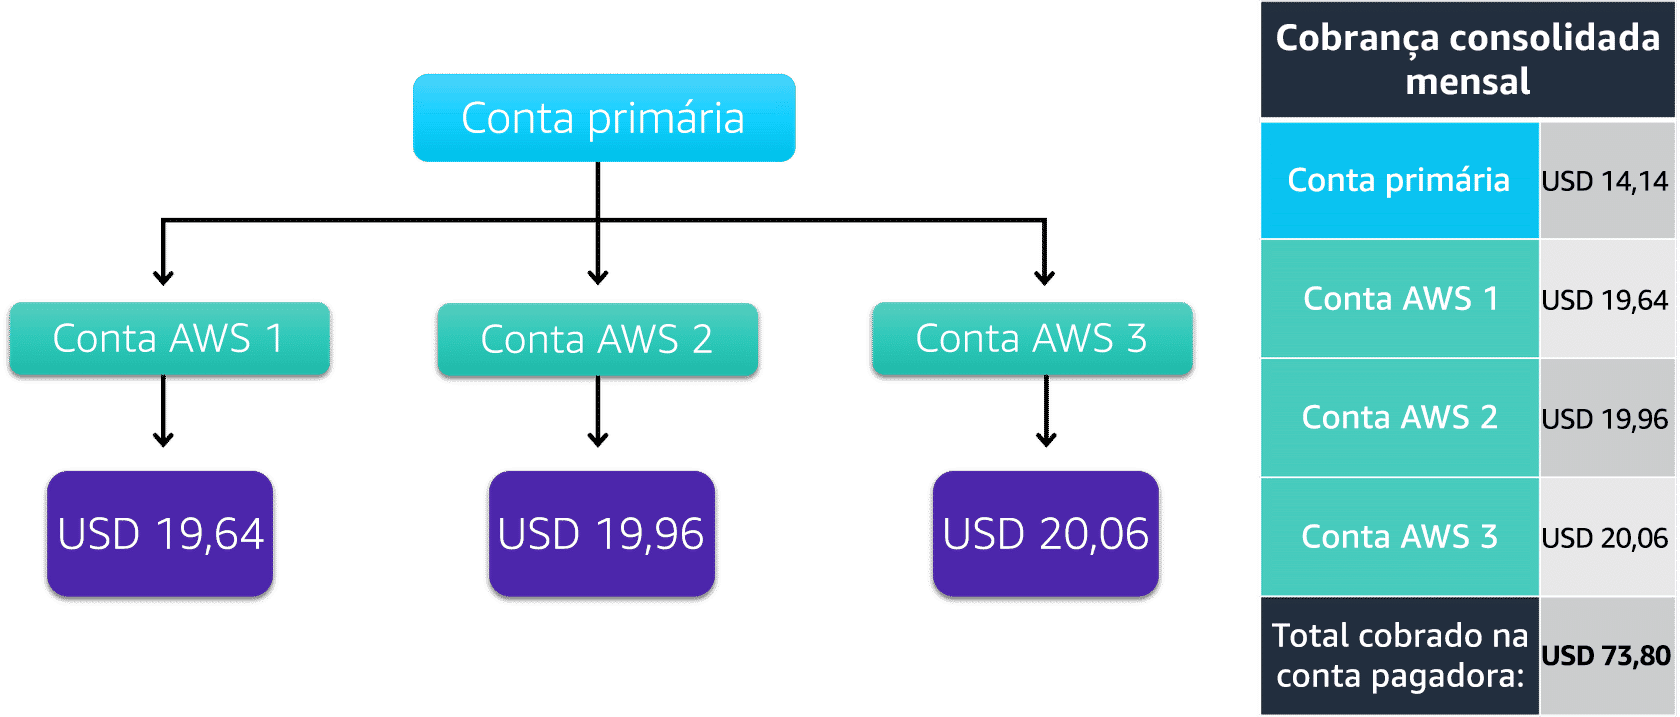 Conta primária
Conta AWS 1
Conta AWS 2
Conta AWS 3
USD 19,64
USD 19,96
USD 20,06
Cobrança consolidada
mensal
Conta primária
USD 14,14
Conta AWS 1
USD 19,64
Conta AWS 2
USD 19,96
Conta AWS 3
USD 20,06
Total cobrado na
conta pagadora:
USD 73,80